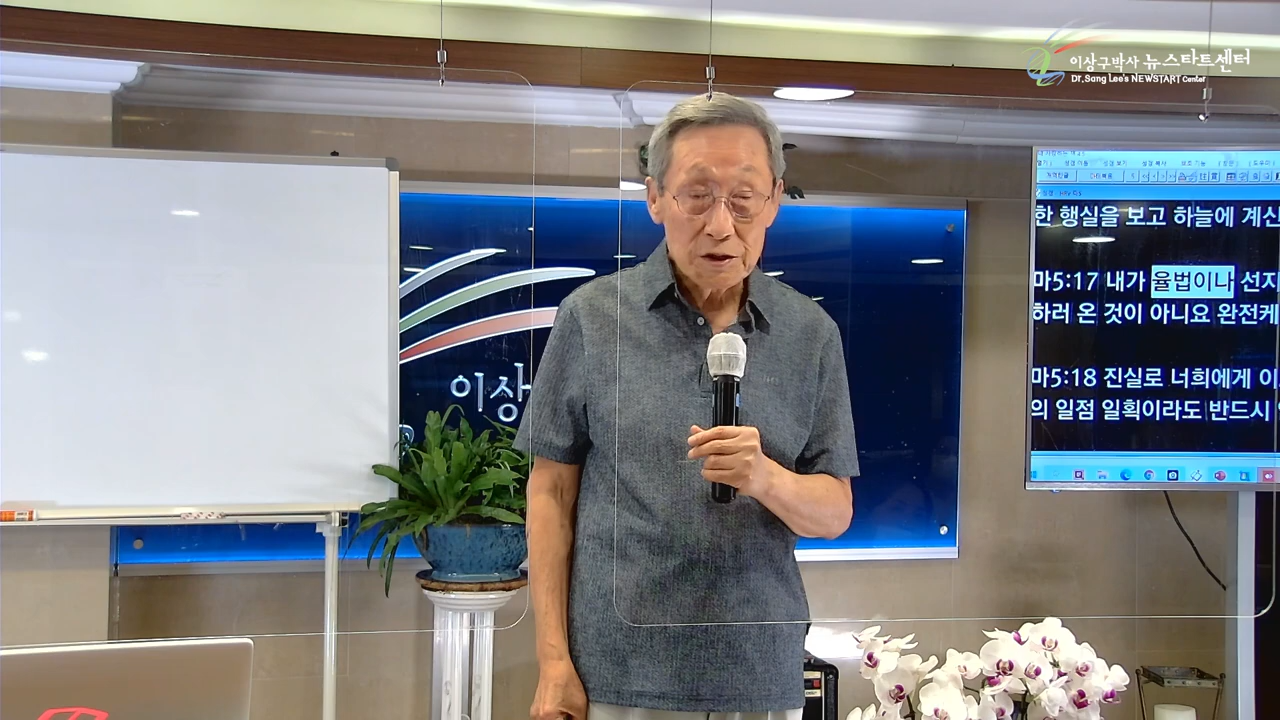 이상구박사 뉴스타트센터
Dr. Sang Lee's NEWSTART Center
한 행실을 보고 하늘에 계신
마5:17 내가 율법이나 선지
하러 온 것이 아니요 완전케
마5:18 진실로 너희에게 이
의 일점 일획이라도 반드시
이상